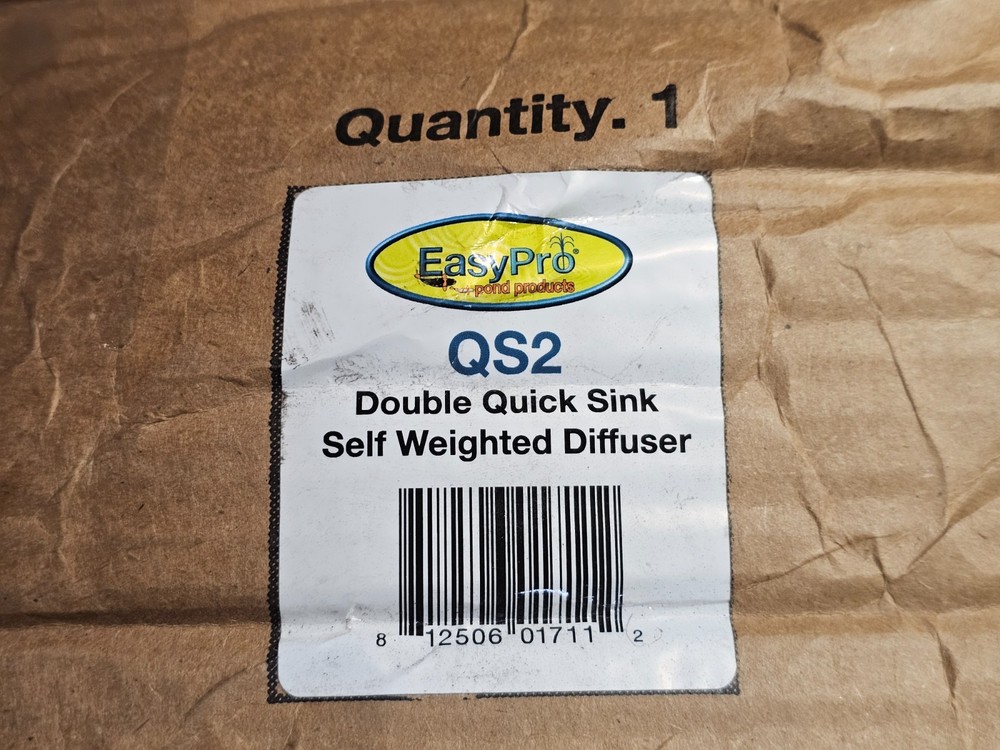 Quantity. 1
EasyPro®
pond products
QS2
Double Quick Sink
Self Weighted Diffuser
8 12506 01711 2